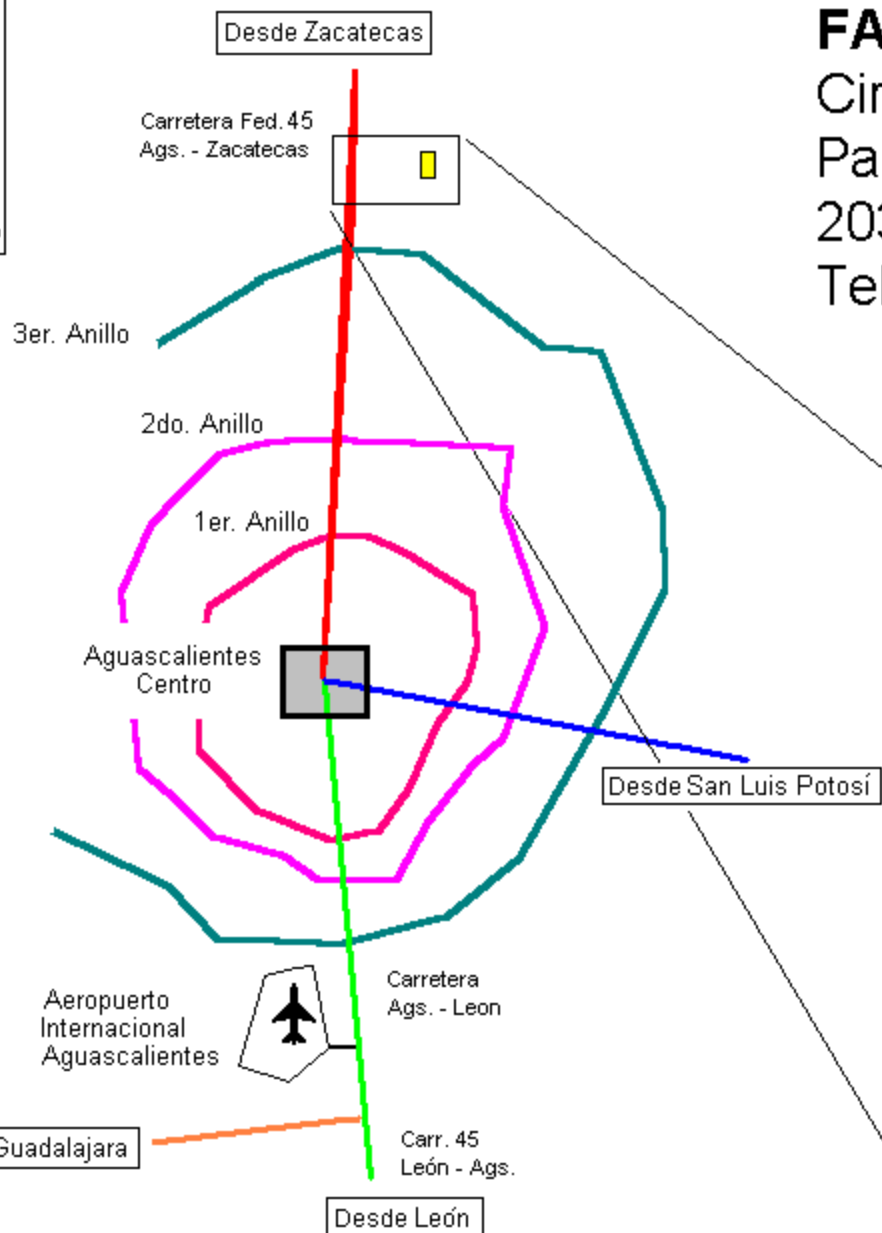 Desde Zacatecas
Carretera Fed. 45
Ags. - Zacatecas
3er. Anillo
2do. Anillo
1er. Anillo
Aguascalientes
Centro
Desde San Luis Potosí
Carretera
Ags. - Leon
Aeropuerto
Internacional
Aguascalientes
Guadalajara
Carr. 45
León - Ags.
Desde León
FA
Cir
Pa
203
Tel